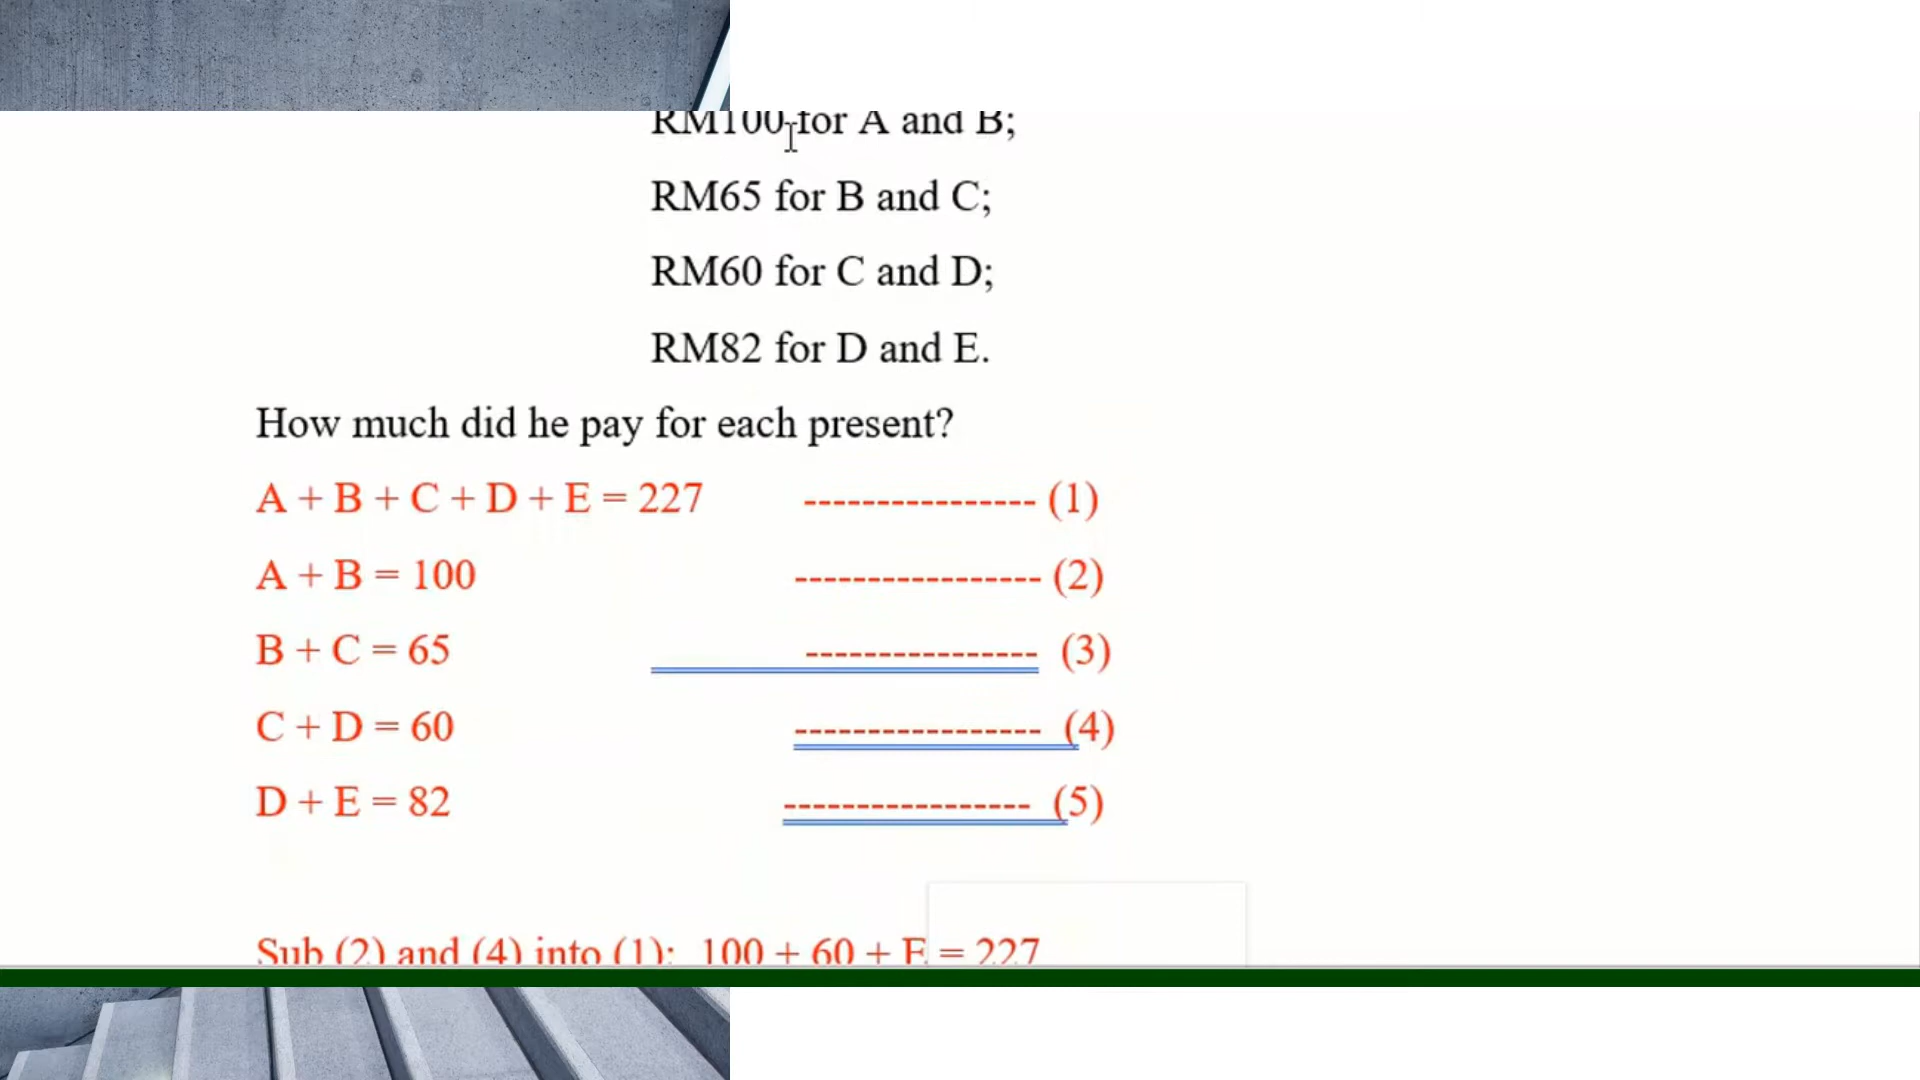 RM100 for A and B;
RM65 for B and C;
RM60 for C and D;
RM82 for D and E.
How much did he pay for each present?
A + B + C + D + E = 227 ---------------- (1)
A + B = 100 ----------------- (2)
B + C = 65 ---------------- (3)
C + D = 60 ----------------- (4)
D + E = 82 ----------------- (5)
Sub (2) and (4) into (1): 100 + 60 + E = 227